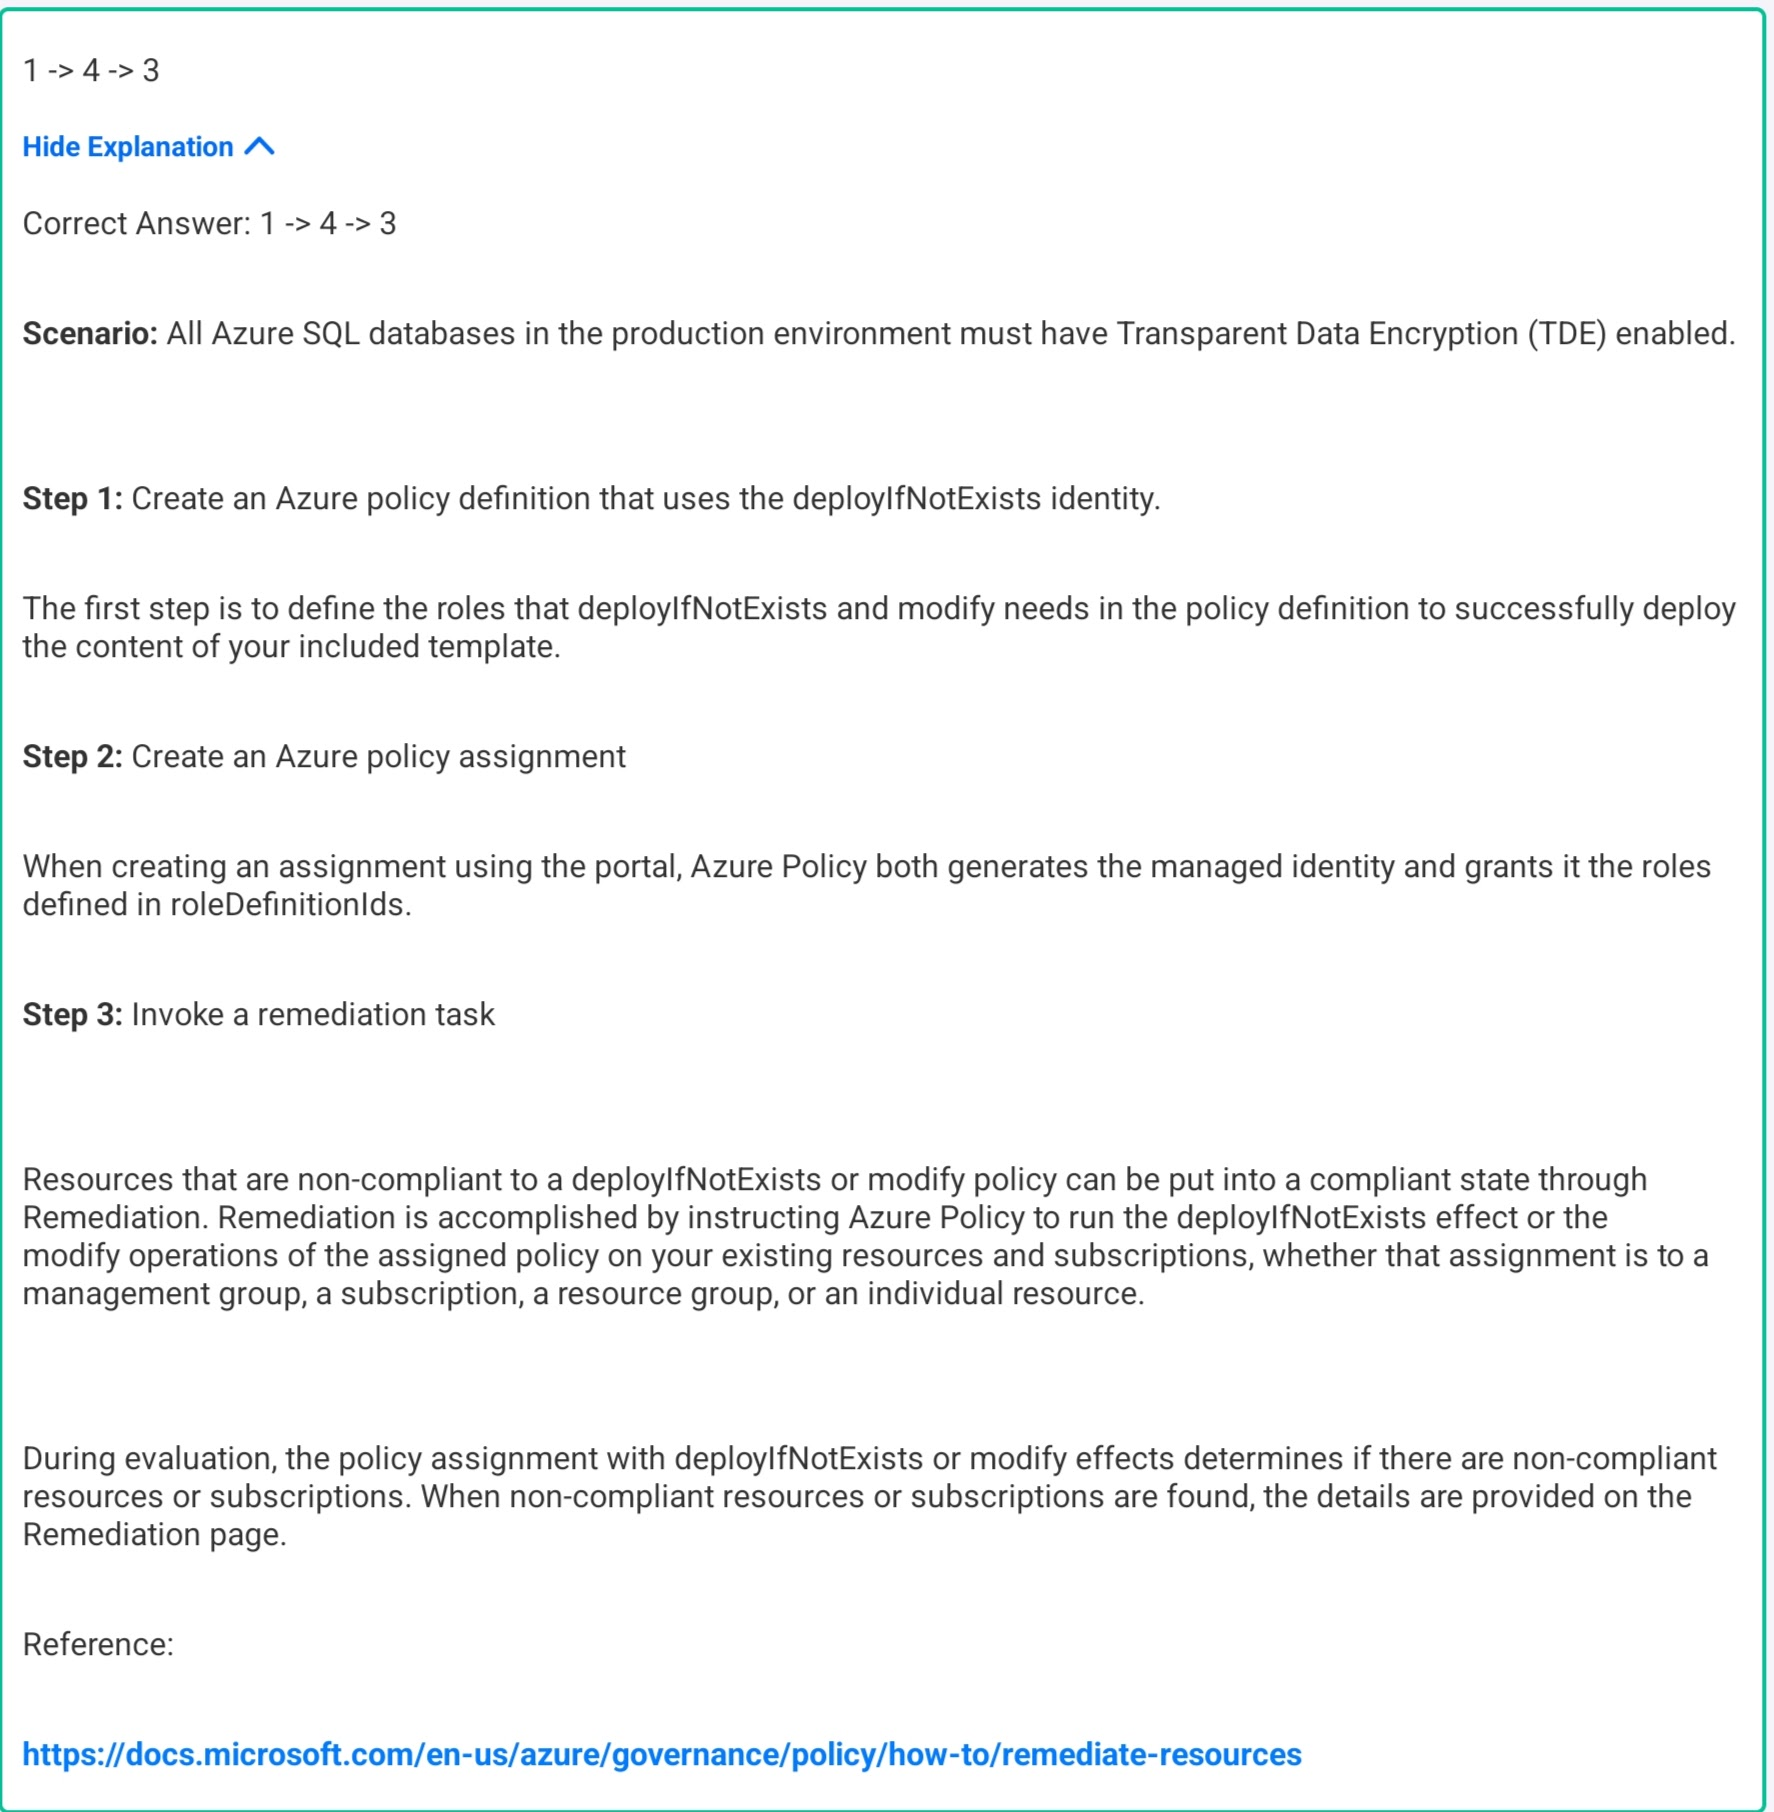 1 -> 4 -> 3
Hide Explanation
Correct Answer: 1 -> 4 -> 3
Scenario: All Azure SQL databases in the production environment must have Transparent Data Encryption (TDE) enabled.
Step 1: Create an Azure policy definition that uses the deployIfNotExists identity.
The first step is to define the roles that deployIfNotExists and modify needs in the policy definition to successfully deploy
the content of your included template.
Step 2: Create an Azure policy assignment
When creating an assignment using the portal, Azure Policy both generates the managed identity and grants it the roles
defined in roleDefinitionIds.
Step 3: Invoke a remediation task
Resources that are non-compliant to a deployIfNotExists or modify policy can be put into a compliant state through
Remediation. Remediation is accomplished by instructing Azure Policy to run the deployIfNotExists effect or the
modify operations of the assigned policy on your existing resources and subscriptions, whether that assignment is to a
management group, a subscription, a resource group, or an individual resource.
During evaluation, the policy assignment with deployIfNotExists or modify effects determines if there are non-compliant
resources or subscriptions. When non-compliant resources or subscriptions are found, the details are provided on the
Remediation page.
Reference:
https://docs.microsoft.com/en-us/azure/governance/policy/how-to/remediate-resources